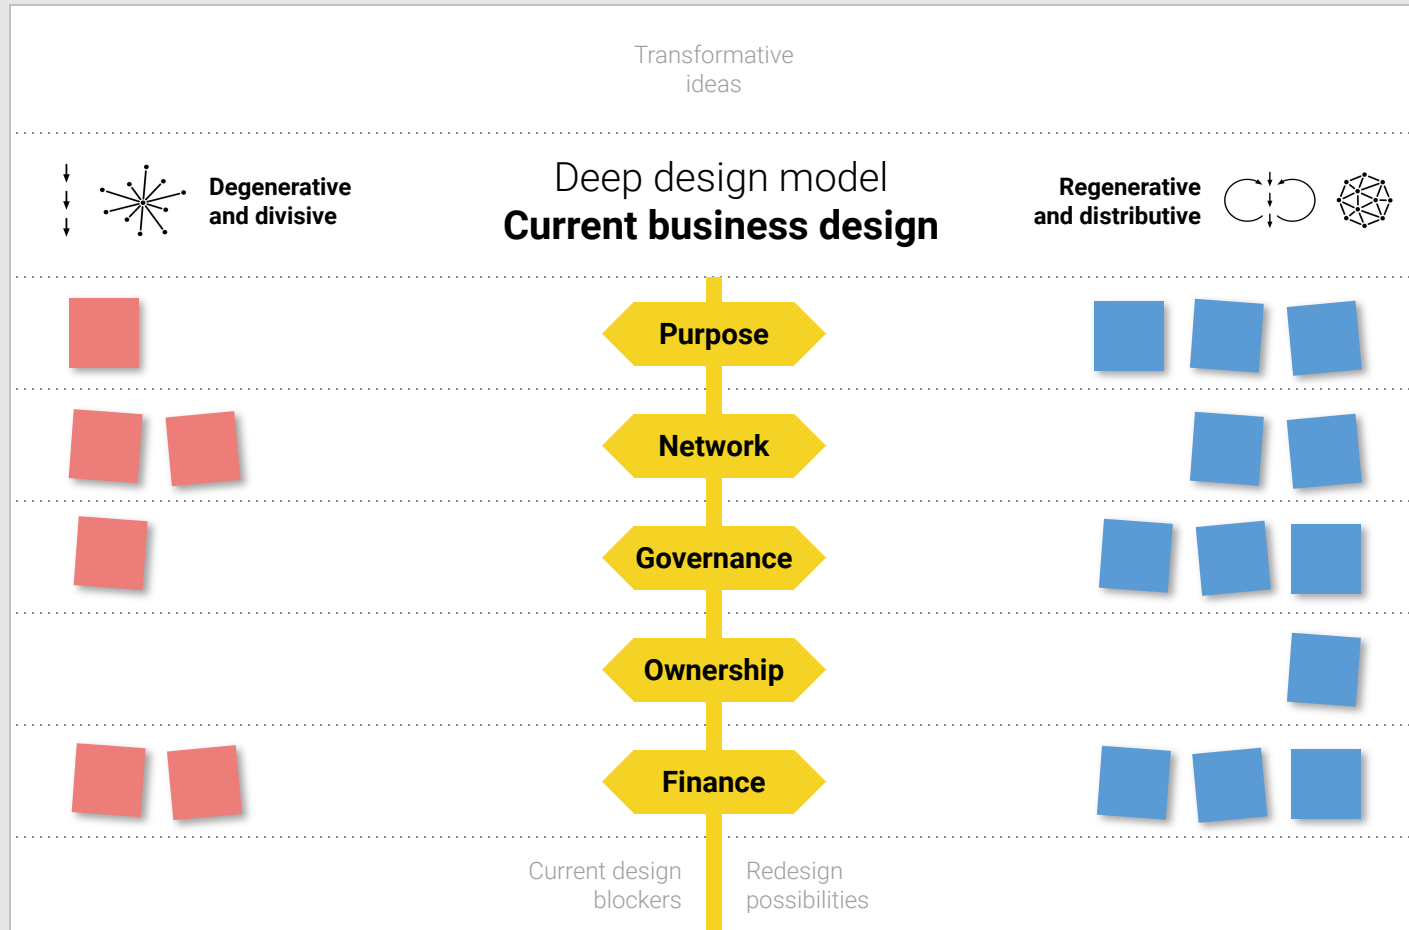 Transformative
ideas
Degenerative
and divisive
Deep design model
Current business design
Regenerative
and distributive
Purpose
Network
Governance
Ownership
Finance
Current design
blockers
Redesign
possibilities